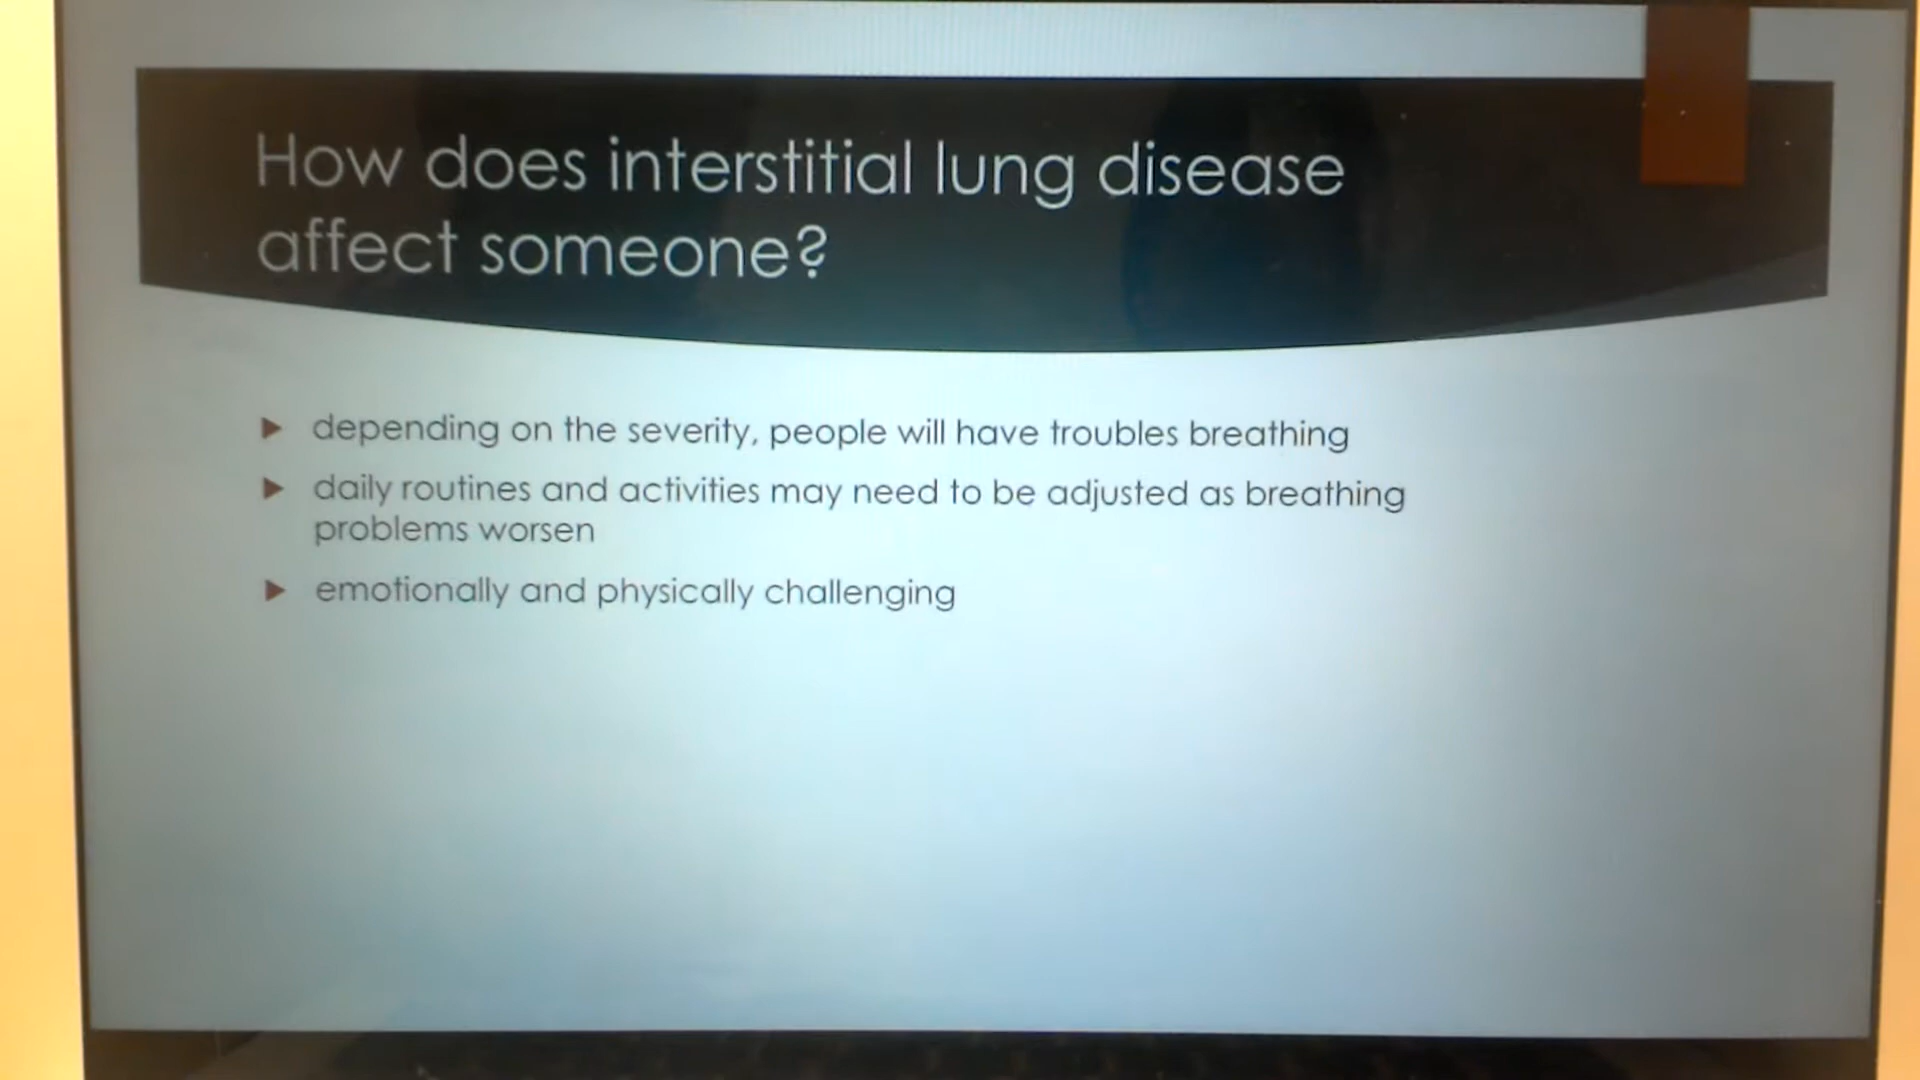 How does interstitial lung disease
affect someone?
depending on the severity, people will have troubles breathing
daily routines and activities may need to be adjusted as breathing
problems worsen
emotionally and physically challenging